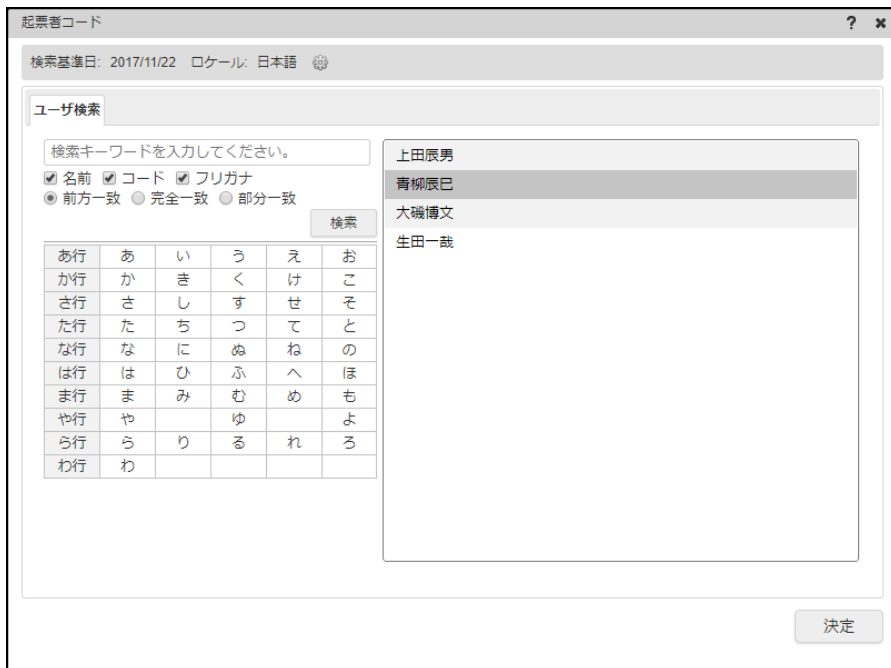 起票者コード ? ×
検索基準日: 2017/11/22 ロケール: 日本語
ユーザ検索
検索キーワードを入力してください。
名前 コード フリガナ
前方一致 完全一致 部分一致
検索
あ行 あ い う え お
か行 か き く け こ
さ行 さ し す せ そ
た行 た ち つ て と
な行 な に ぬ ね の
は行 は ひ ふ へ ほ
ま行 ま み む め も
や行 や ゆ よ
ら行 ら り る れ ろ
わ行 わ
上田辰男
青柳辰巳
大磯博文
生田一哉
決定